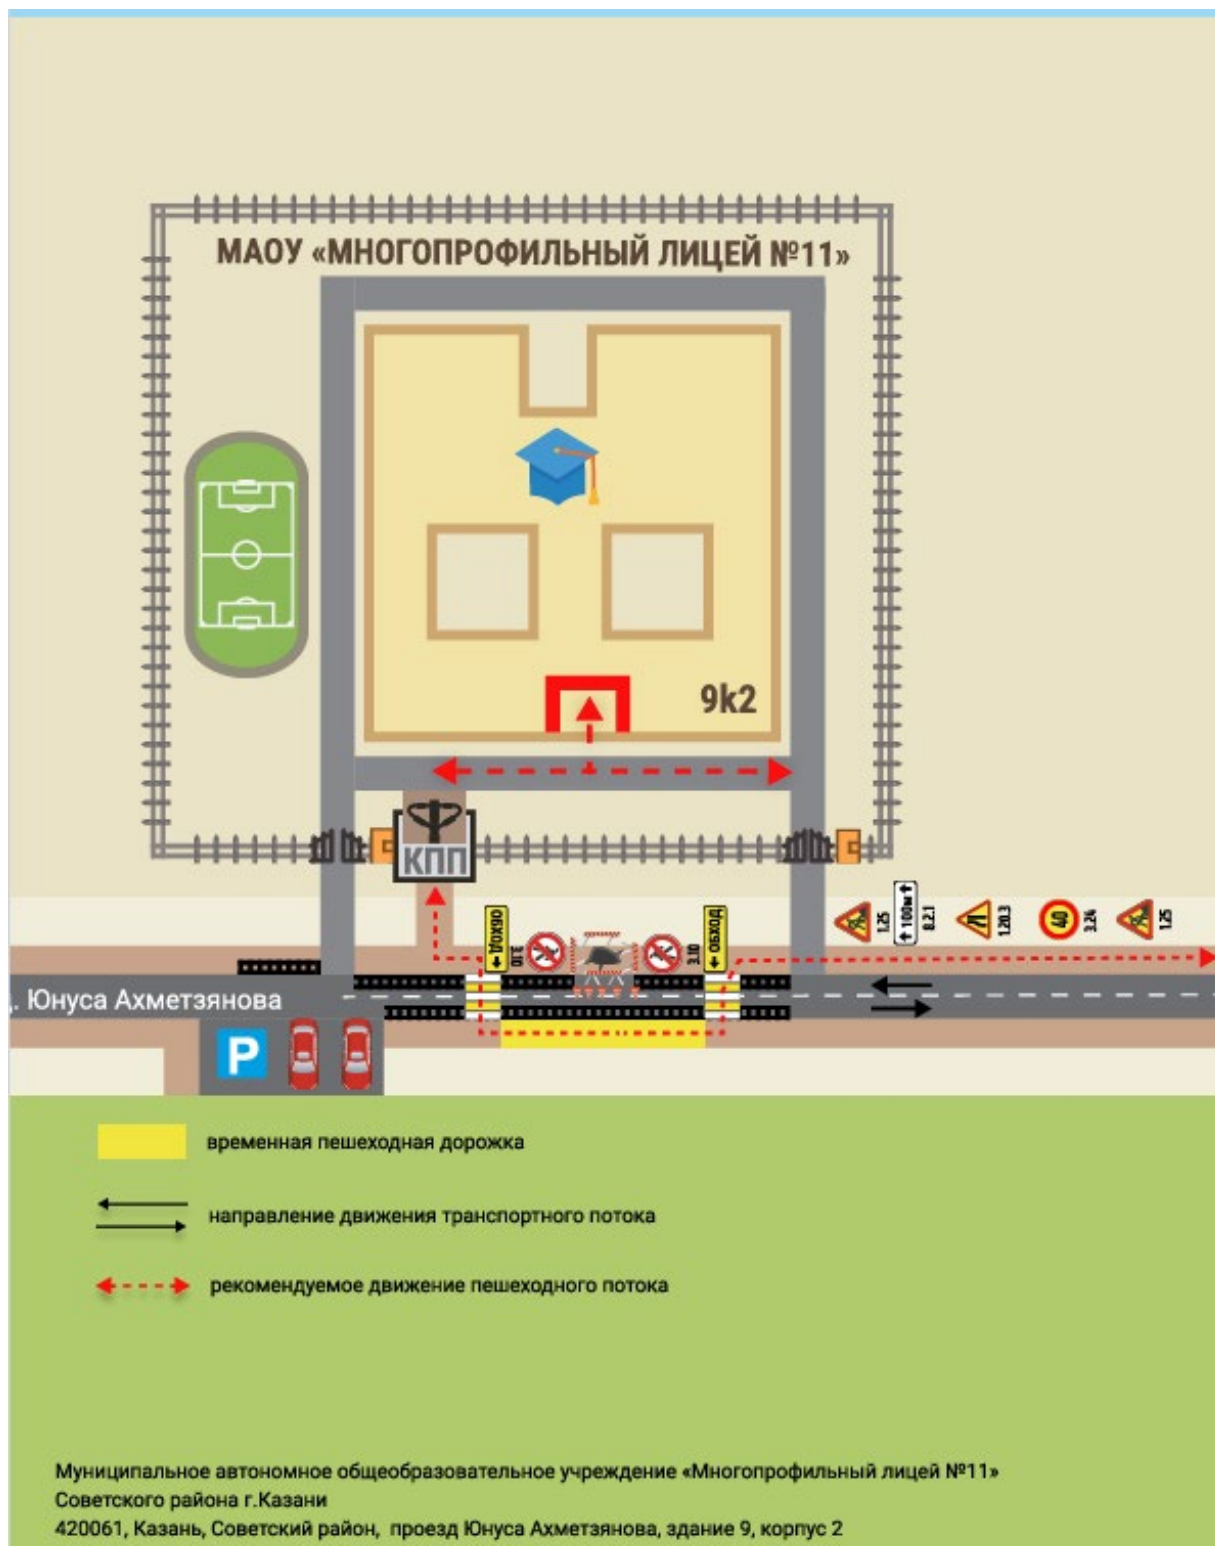 МАОУ «МНОГОПРОФИЛЬНЫЙ ЛИЦЕЙ №11»
9k2
КПП
ОБХОД
3.10
3.10
ОБХОД
1.25
100м
8.2.1
1.20.3
40
3.24
1.25
. Юнуса Ахметзянова
P
временная пешеходная дорожка
направление движения транспортного потока
рекомендуемое движение пешеходного потока
Муниципальное автономное общеобразовательное учреждение «Многопрофильный лицей №11»
Советского района г.Казани
420061, Казань, Советский район, проезд Юнуса Ахметзянова, здание 9, корпус 2